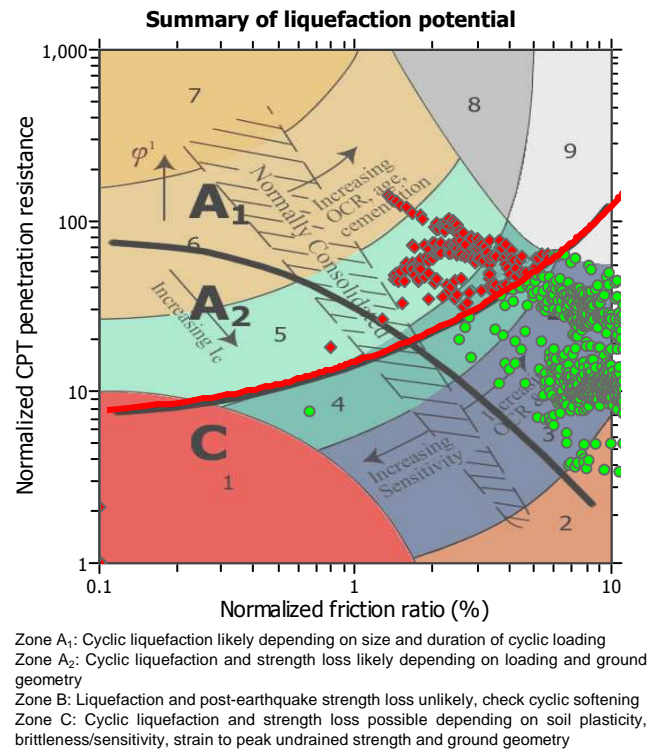 Summary of liquefaction potential
1,000
100
10
1
Normalized CPT penetration resistance
7
8
9
φ¹
Increasing
OCR, age,
cementation
Normally Consolidated
A₁
6
A₂
Increasing Ic
5
4
C
1
Increasing
OCR &
3
Increasing
Sensitivity
2
0.1
1
10
Normalized friction ratio (%)
Zone A₁: Cyclic liquefaction likely depending on size and duration of cyclic loading
Zone A₂: Cyclic liquefaction and strength loss likely depending on loading and ground
geometry
Zone B: Liquefaction and post-earthquake strength loss unlikely, check cyclic softening
Zone C: Cyclic liquefaction and strength loss possible depending on soil plasticity,
brittleness/sensitivity, strain to peak undrained strength and ground geometry